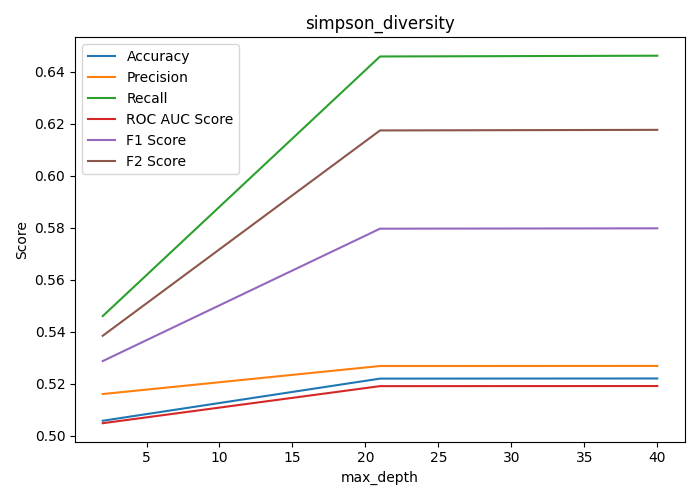 simpson_diversity
Accuracy
Precision
Recall
ROC AUC Score
F1 Score
F2 Score
0.64
0.62
0.60
0.58
0.56
0.54
0.52
0.50
Score
5 10 15 20 25 30 35 40
max_depth